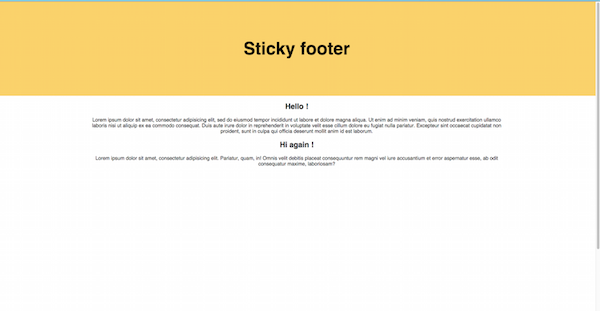 Sticky footer
Hello !
Lorem ipsum dolor sit amet, consectetur adipisicing elit, sed do eiusmod tempor incididunt ut labore et dolore magna aliqua. Ut enim ad minim veniam, quis nostrud exercitation ullamco
laboris nisi ut aliquip ex ea commodo consequat. Duis aute irure dolor in reprehenderit in voluptate velit esse cillum dolore eu fugiat nulla pariatur. Excepteur sint occaecat cupidatat non
proident, sunt in culpa qui officia deserunt mollit anim id est laborum.
Hi again !
Lorem ipsum dolor sit amet, consectetur adipisicing elit. Pariatur, quam, in! Omnis velit debitis placeat consequuntur rem magni vel iure accusantium et error aspernatur esse, ab odit
consequatur maxime, laboriosam?